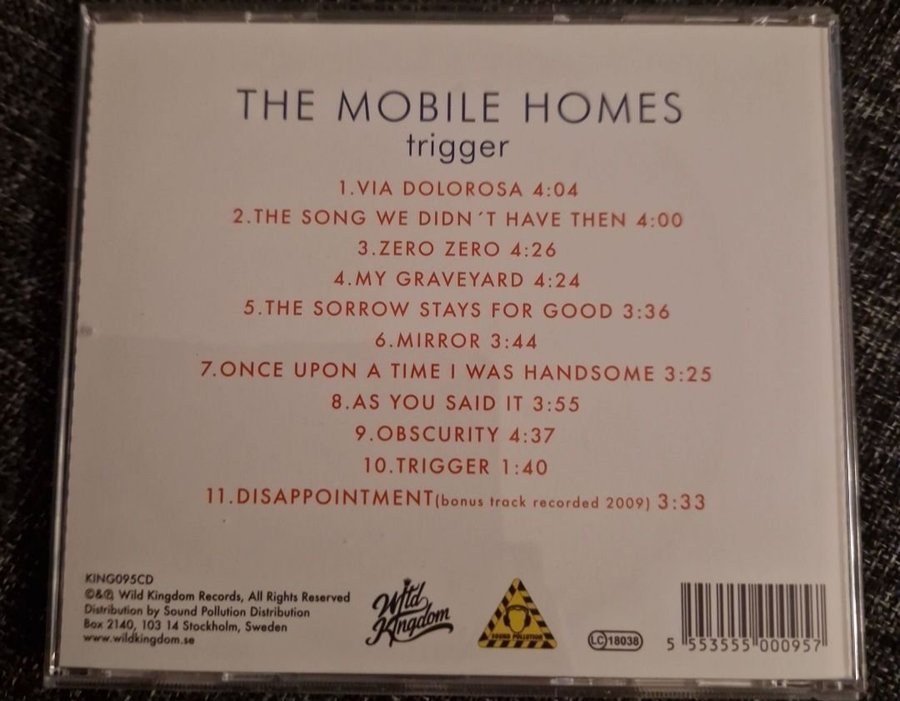 THE MOBILE HOMES
trigger
1.VIA DOLOROSA 4:04
2.THE SONG WE DIDN´T HAVE THEN 4:00
3.ZERO ZERO 4:26
4.MY GRAVEYARD 4:24
5.THE SORROW STAYS FOR GOOD 3:36
6.MIRROR 3:44
7.ONCE UPON A TIME I WAS HANDSOME 3:25
8.AS YOU SAID IT 3:55
9.OBSCURITY 4:37
10.TRIGGER 1:40
11.DISAPPOINTMENT(bonus track recorded 2009) 3:33
KING095CD
©&℗ Wild Kingdom Records, All Rights Reserved
Distribution by Sound Pollution Distribution
Box 2140, 103 14 Stockholm, Sweden
www.wildkingdom.se
Wild
Kingdom
SOUND POLLUTION
LC 18038
5 553555 000957